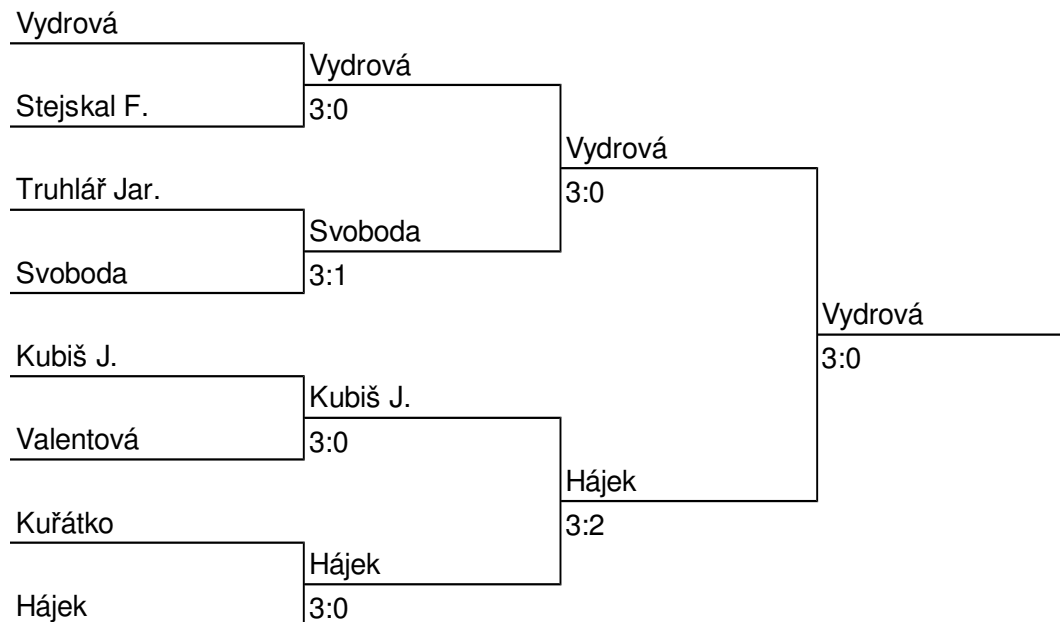 Vydrová
Vydrová
Stejskal F.
3:0
Vydrová
Truhlář Jar.
3:0
Svoboda
Svoboda
3:1
Vydrová
Kubiš J.
3:0
Kubiš J.
Valentová
3:0
Hájek
Kuřátko
3:2
Hájek
Hájek
3:0